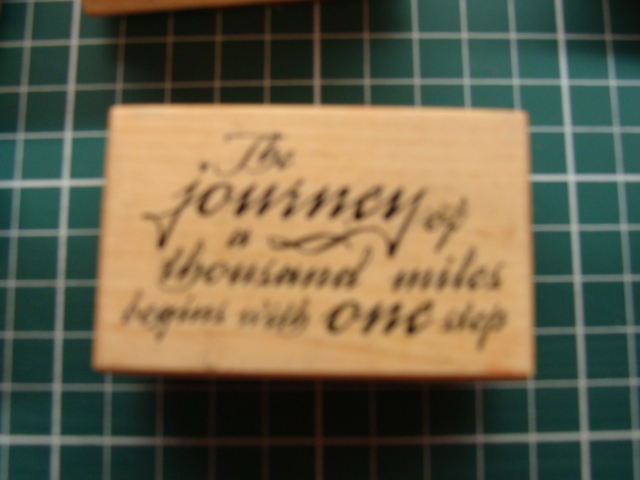 The
journey of
a
thousand miles
begins with one step